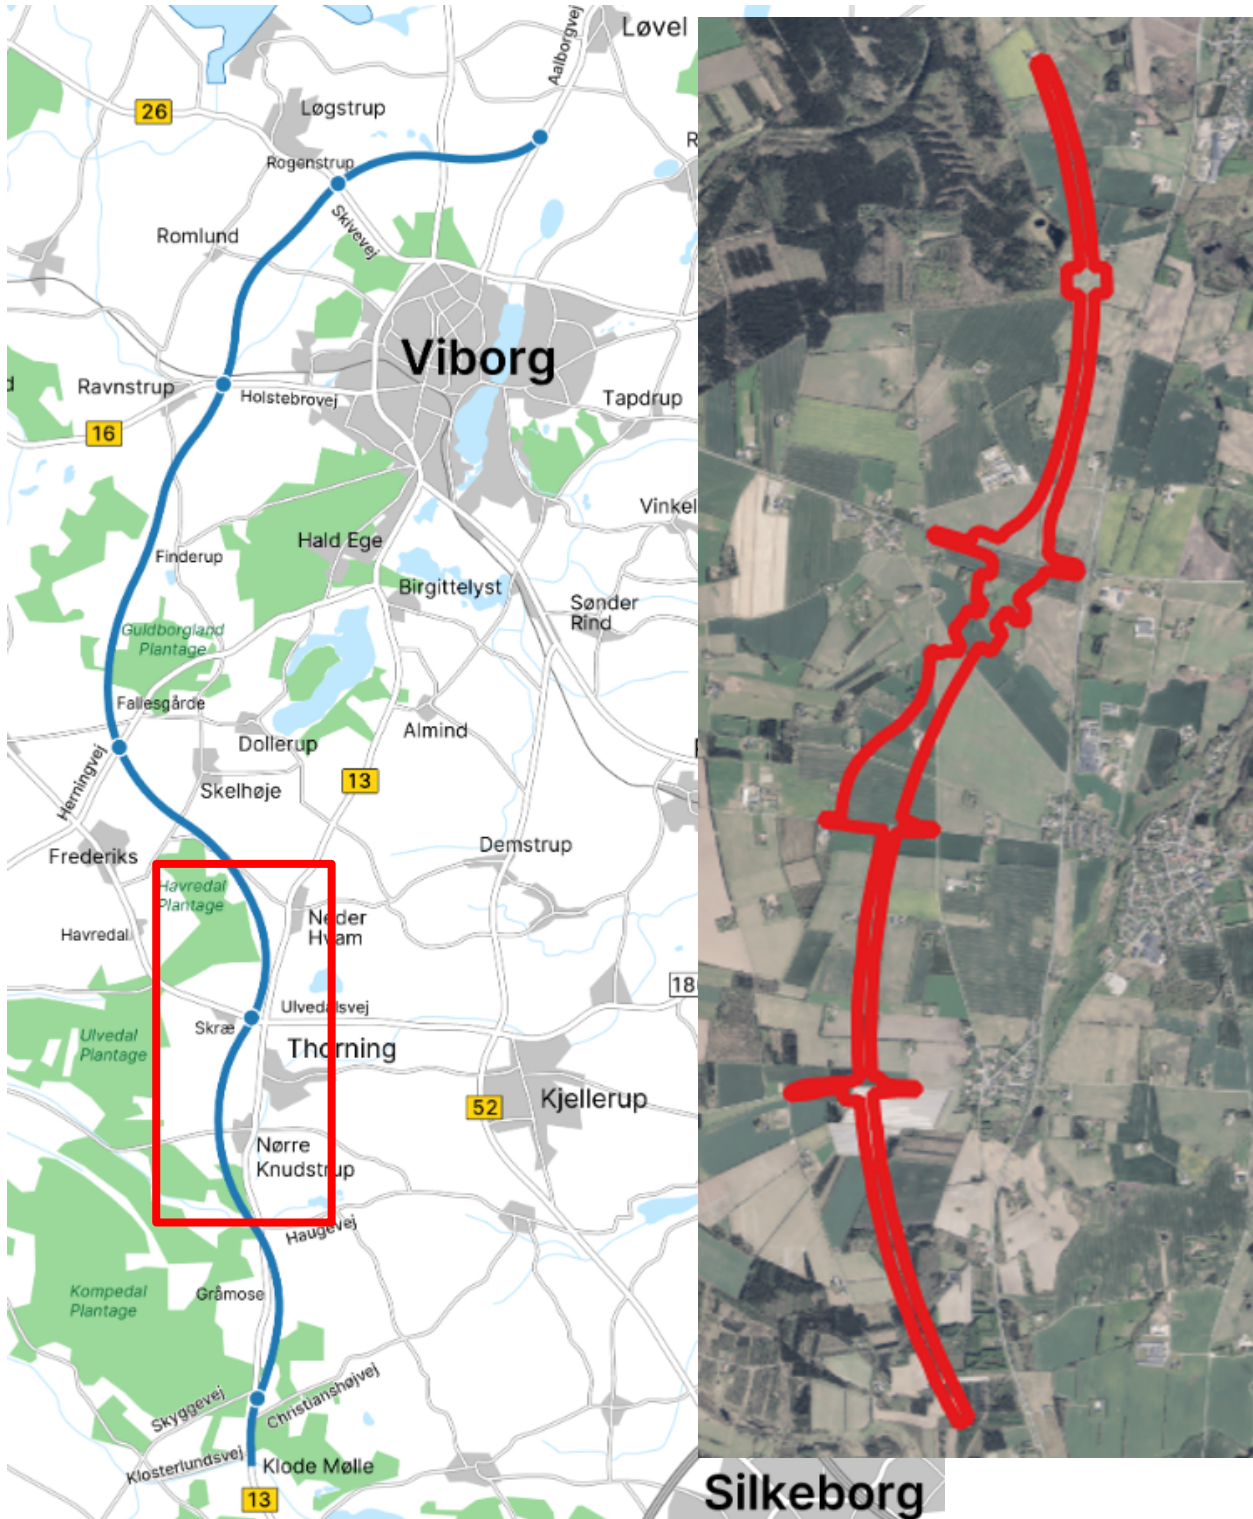 Løvel
Aalborgvej
26
Løgstrup
R
Rogenstrup
Skivevej
Romlund
Viborg
d
Ravnstrup
Holstebrovej
Tapdrup
16
Vinkel
Hald Ege
Finderup
Birgittelyst
Sønder
Rind
Guldborgland
Plantage
Fallesgårde
Almind
Dollerup
Herningvej
13
Skelhøje
Demstrup
Frederiks
Havredal
Plantage
Neder
Hvam
Havredal
18
Ulvedalsvej
Skræ
Ulvedal
Plantage
Thorning
Kjellerup
52
Nørre
Knudstrup
Haugevej
Kompedal
Plantage
Gråmose
Skyggevej
Christianshøjvej
Klosterlundsvej
Klode Mølle
13
Silkeborg